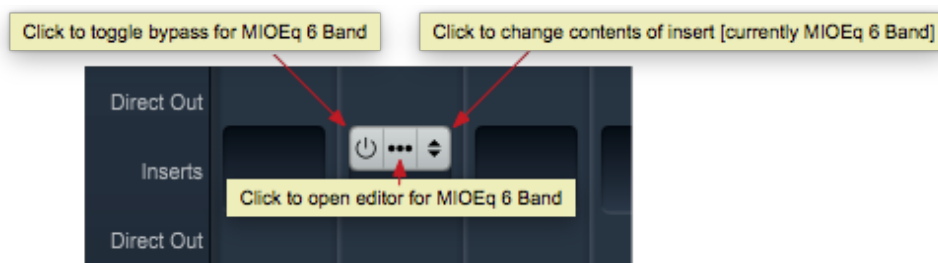 Click to toggle bypass for MIOEq 6 Band
Click to change contents of insert [currently MIOEq 6 Band]
Direct Out
Inserts
Click to open editor for MIOEq 6 Band
Direct Out